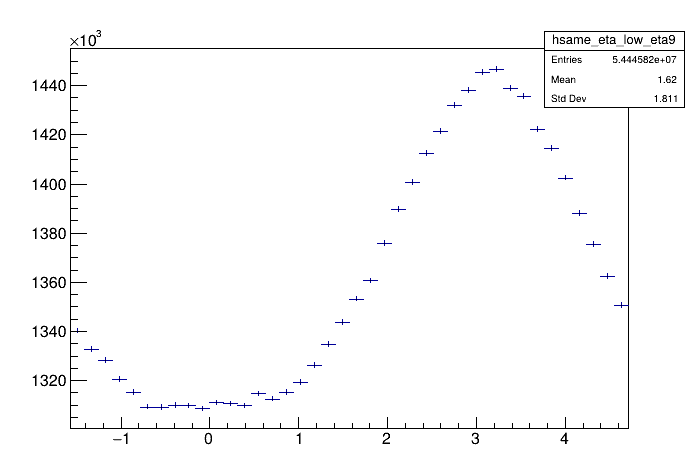 ×10³
hsame_eta_low_eta9
Entries 5.444582e+07
Mean 1.62
Std Dev 1.811
1440
1420
1400
1380
1360
1340
1320
−1 0 1 2 3 4